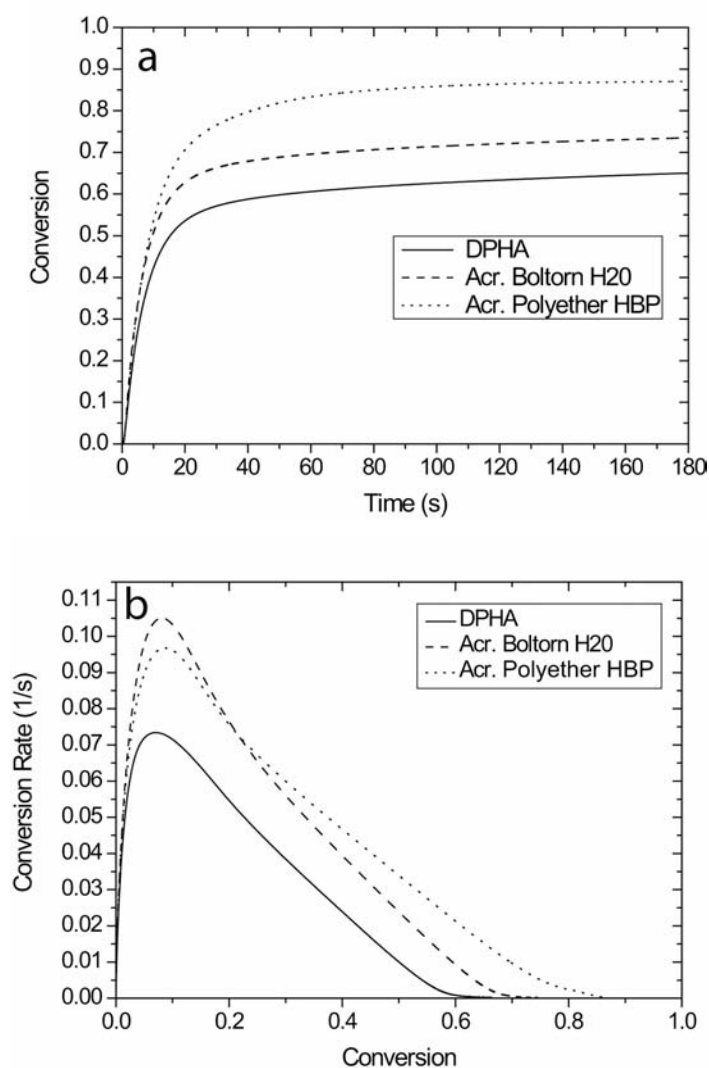 a
1.0
0.9
0.8
0.7
0.6
0.5
0.4
0.3
0.2
0.1
0.0
Conversion
DPHA
Acr. Boltorn H20
Acr. Polyether HBP
0 20 40 60 80 100 120 140 160 180
Time (s)
b
0.11
0.10
0.09
0.08
0.07
0.06
0.05
0.04
0.03
0.02
0.01
0.00
Conversion Rate (1/s)
DPHA
Acr. Boltorn H20
Acr. Polyether HBP
0.0 0.2 0.4 0.6 0.8 1.0
Conversion